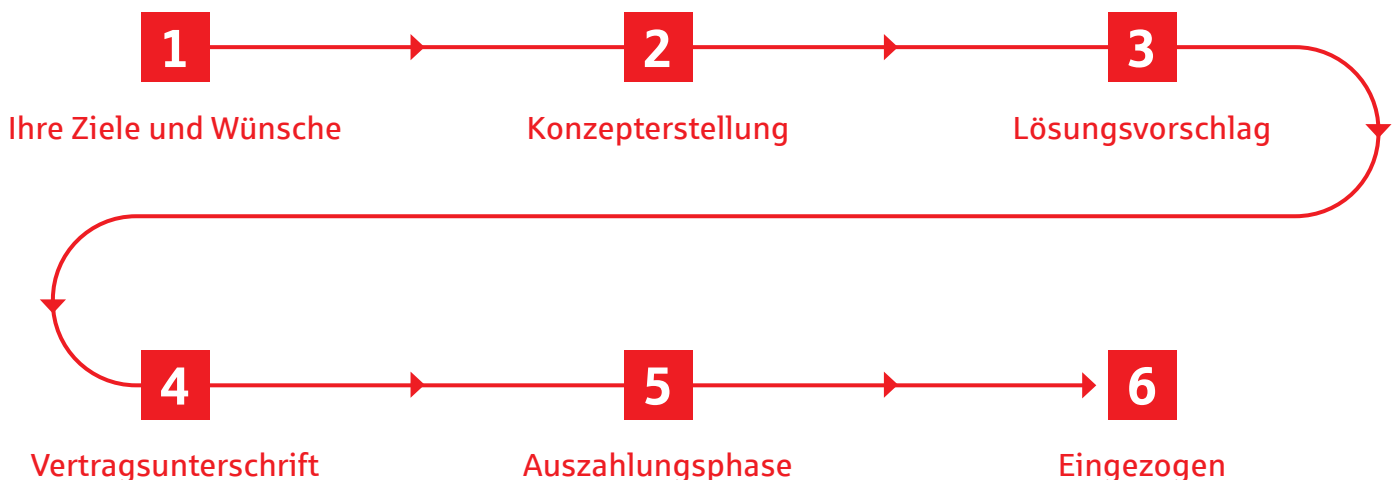 1
2
3
Ihre Ziele und Wünsche
Konzepterstellung
Lösungsvorschlag
4
5
6
Vertragsunterschrift
Auszahlungsphase
Eingezogen